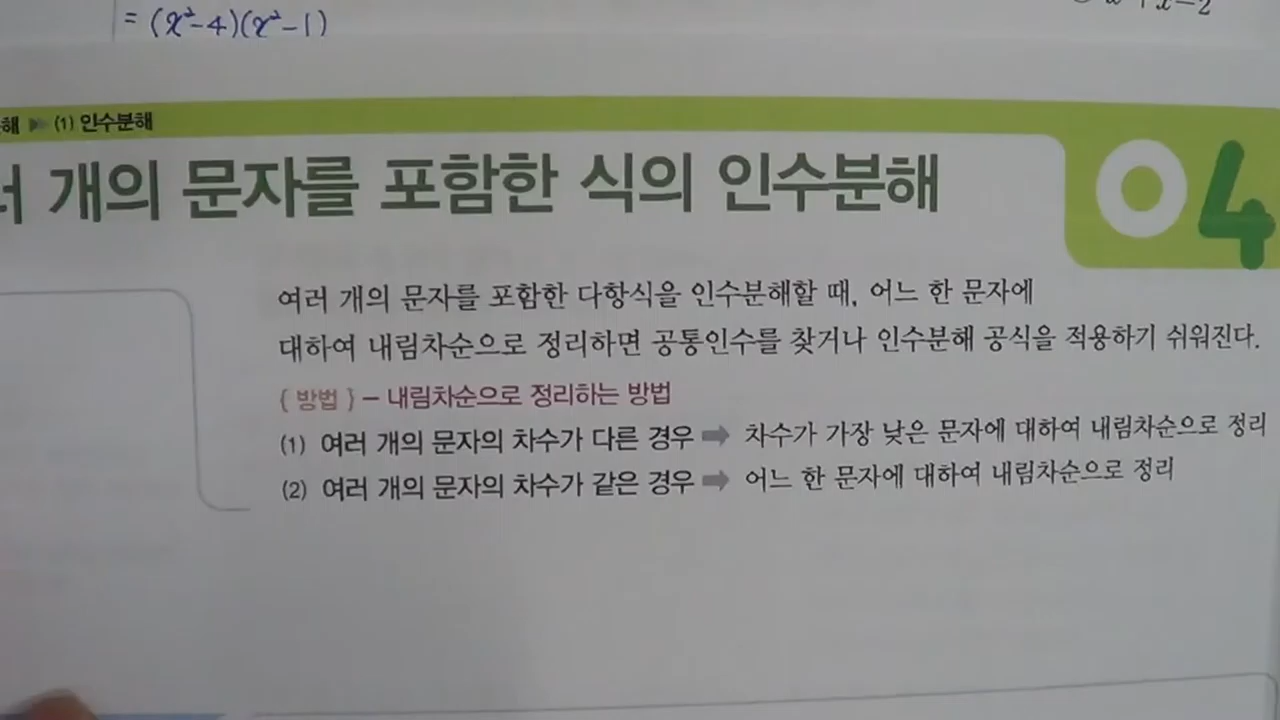 = (x²-4)(x²-1)
(1) 인수분해
개의 문자를 포함한 식의 인수분해
04
여러 개의 문자를 포함한 다항식을 인수분해할 때, 어느 한 문자에
대하여 내림차순으로 정리하면 공통인수를 찾거나 인수분해 공식을 적용하기 쉬워진다.
{ 방법 } – 내림차순으로 정리하는 방법
(1) 여러 개의 문자의 차수가 다른 경우 ➡ 차수가 가장 낮은 문자에 대하여 내림차순으로 정리
(2) 여러 개의 문자의 차수가 같은 경우 ➡ 어느 한 문자에 대하여 내림차순으로 정리